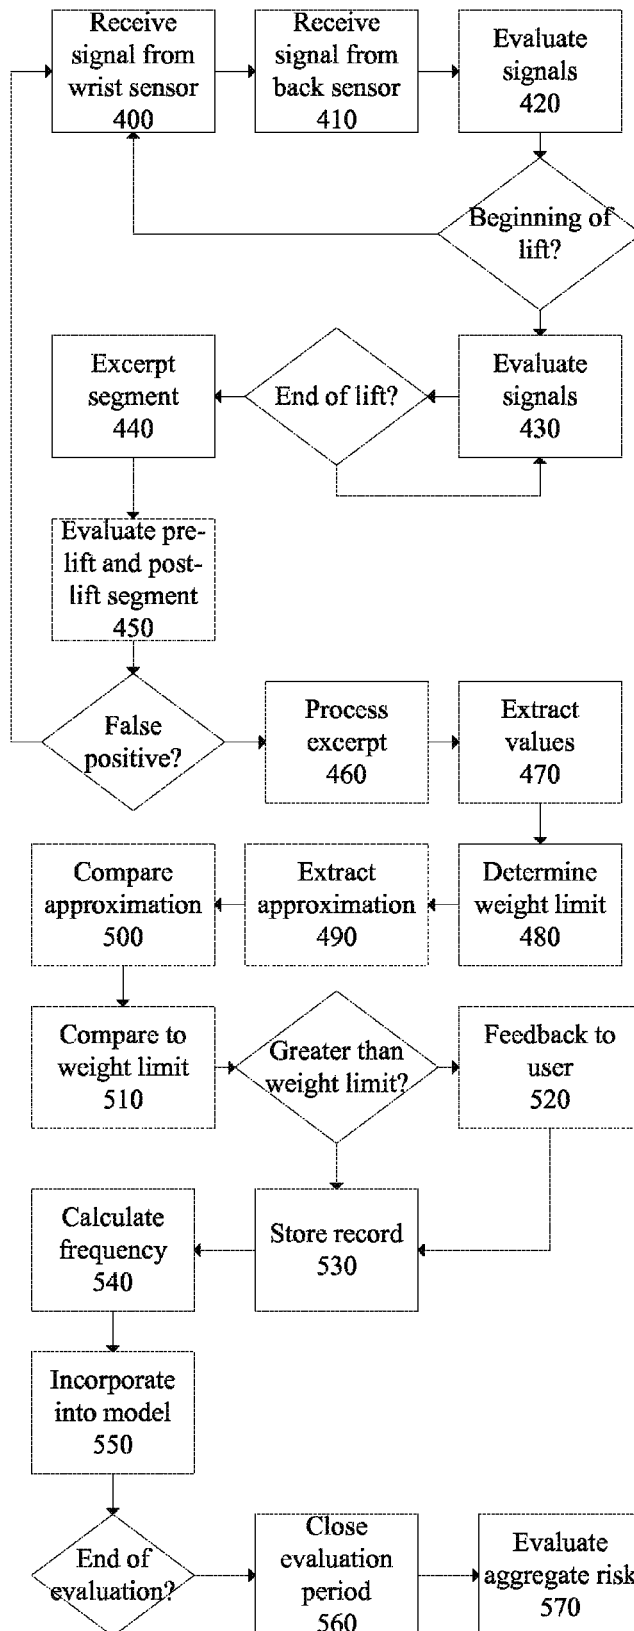 Receive
signal from
wrist sensor
400
Receive
signal from
back sensor
410
Evaluate
signals
420
Beginning of
lift?
Excerpt
segment
440
End of lift?
Evaluate
signals
430
Evaluate pre-
lift and post-
lift segment
450
False
positive?
Process
excerpt
460
Extract
values
470
Compare
approximation
500
Extract
approximation
490
Determine
weight limit
480
Compare to
weight limit
510
Greater than
weight limit?
Feedback to
user
520
Calculate
frequency
540
Store record
530
Incorporate
into model
550
End of
evaluation?
Close
evaluation
period
560
Evaluate
aggregate risk
570